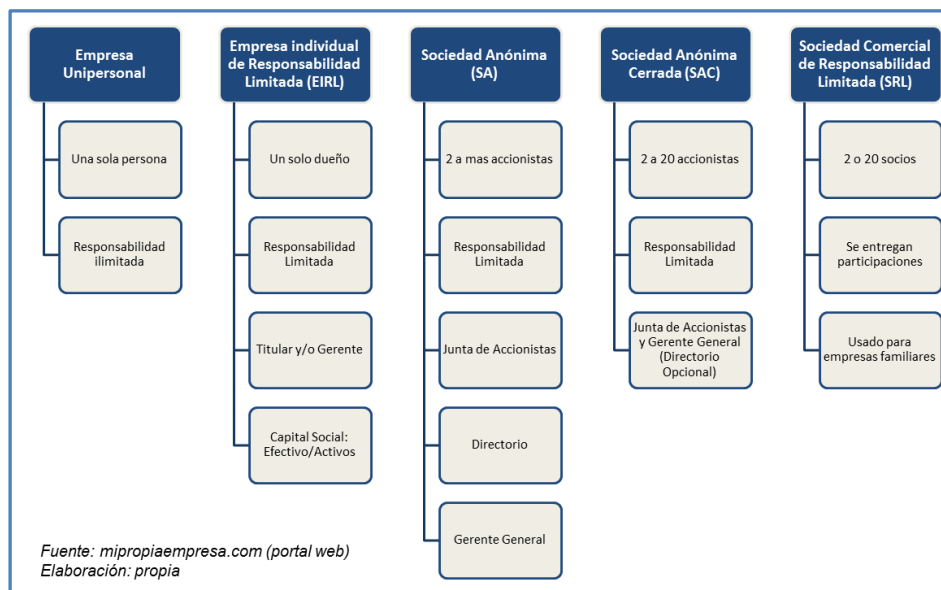 Empresa
Unipersonal
Una sola persona
Responsabilidad
ilimitada
Empresa individual
de Responsabilidad
Limitada (EIRL)
Un solo dueño
Responsabilidad
Limitada
Titular y/o Gerente
Capital Social:
Efectivo/Activos
Sociedad Anónima
(SA)
2 a mas accionistas
Responsabilidad
Limitada
Junta de Accionistas
Directorio
Gerente General
Sociedad Anónima
Cerrada (SAC)
2 a 20 accionistas
Responsabilidad
Limitada
Junta de Accionistas
y Gerente General
(Directorio
Opcional)
Sociedad Comercial
de Responsabilidad
Limitada (SRL)
2 o 20 socios
Se entregan
participaciones
Usado para
empresas familiares
Fuente: mipropiaempresa.com (portal web)
Elaboración: propia